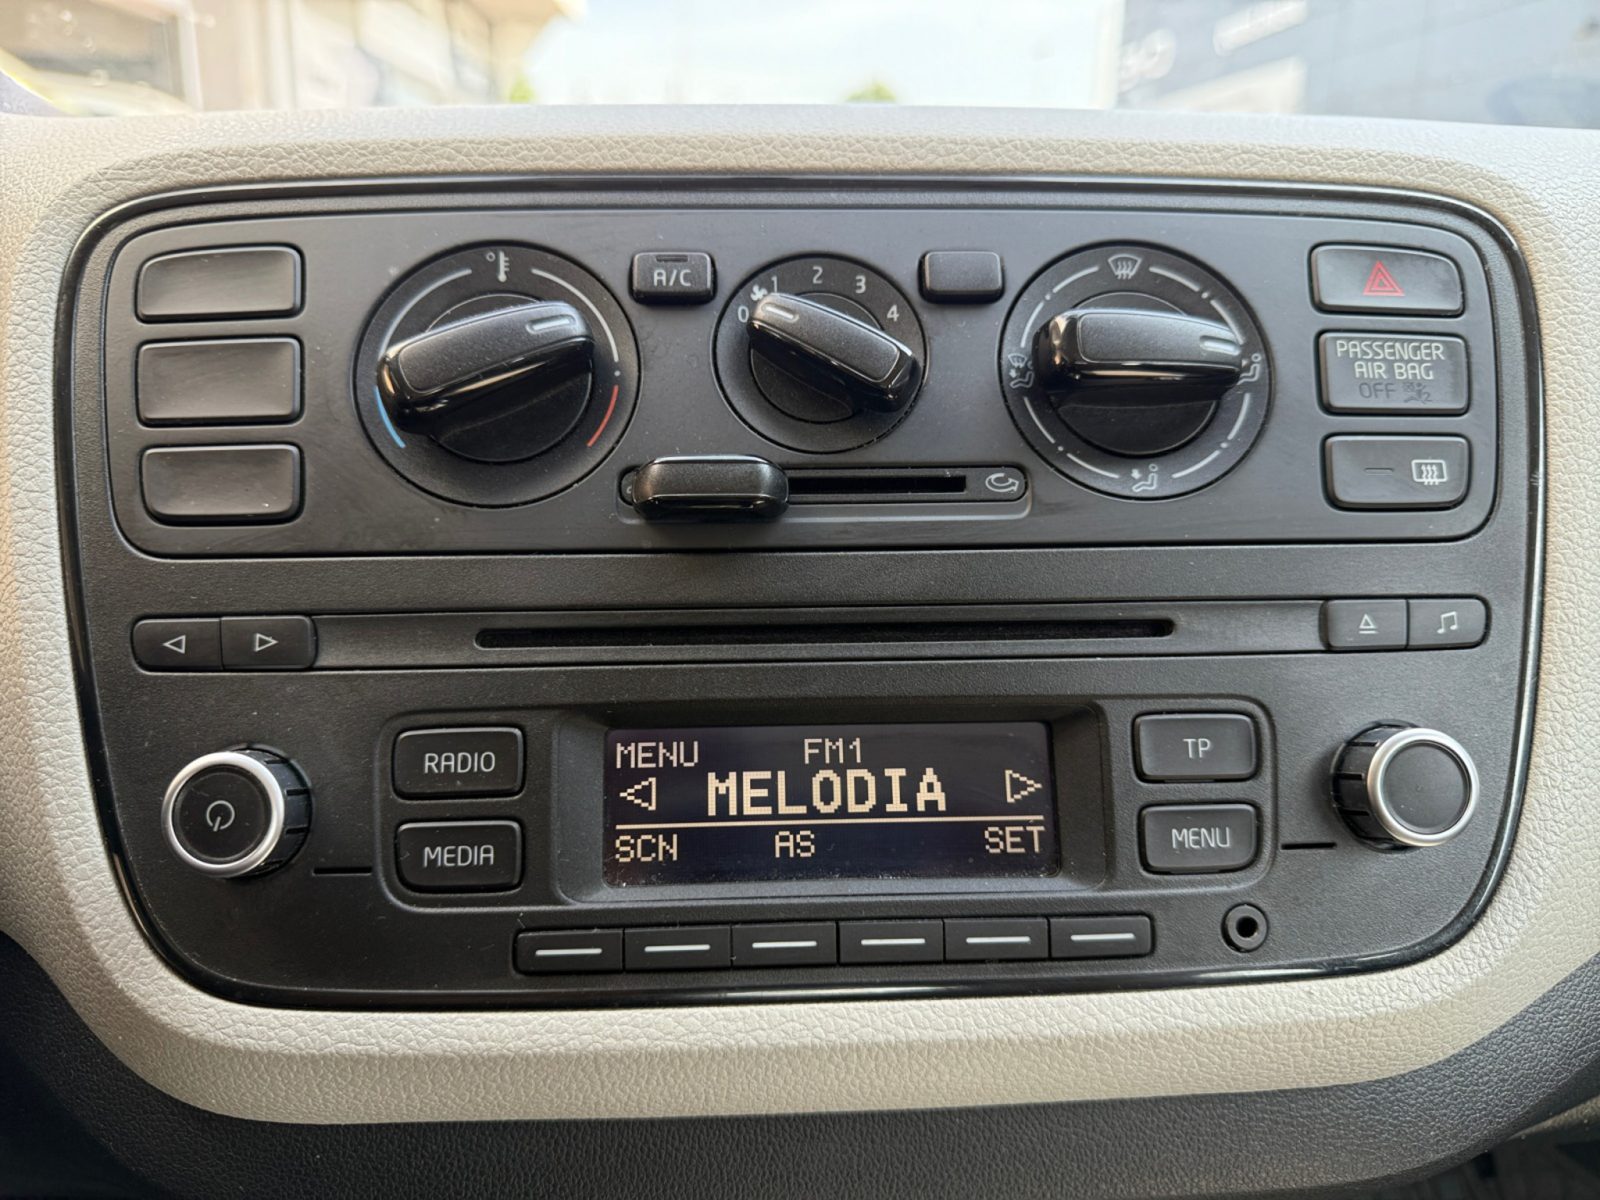 A/C
0 1 2 3 4
PASSENGER
AIR BAG
OFF
RADIO
MEDIA
MENU FM1
MELODIA
SCN AS SET
TP
MENU